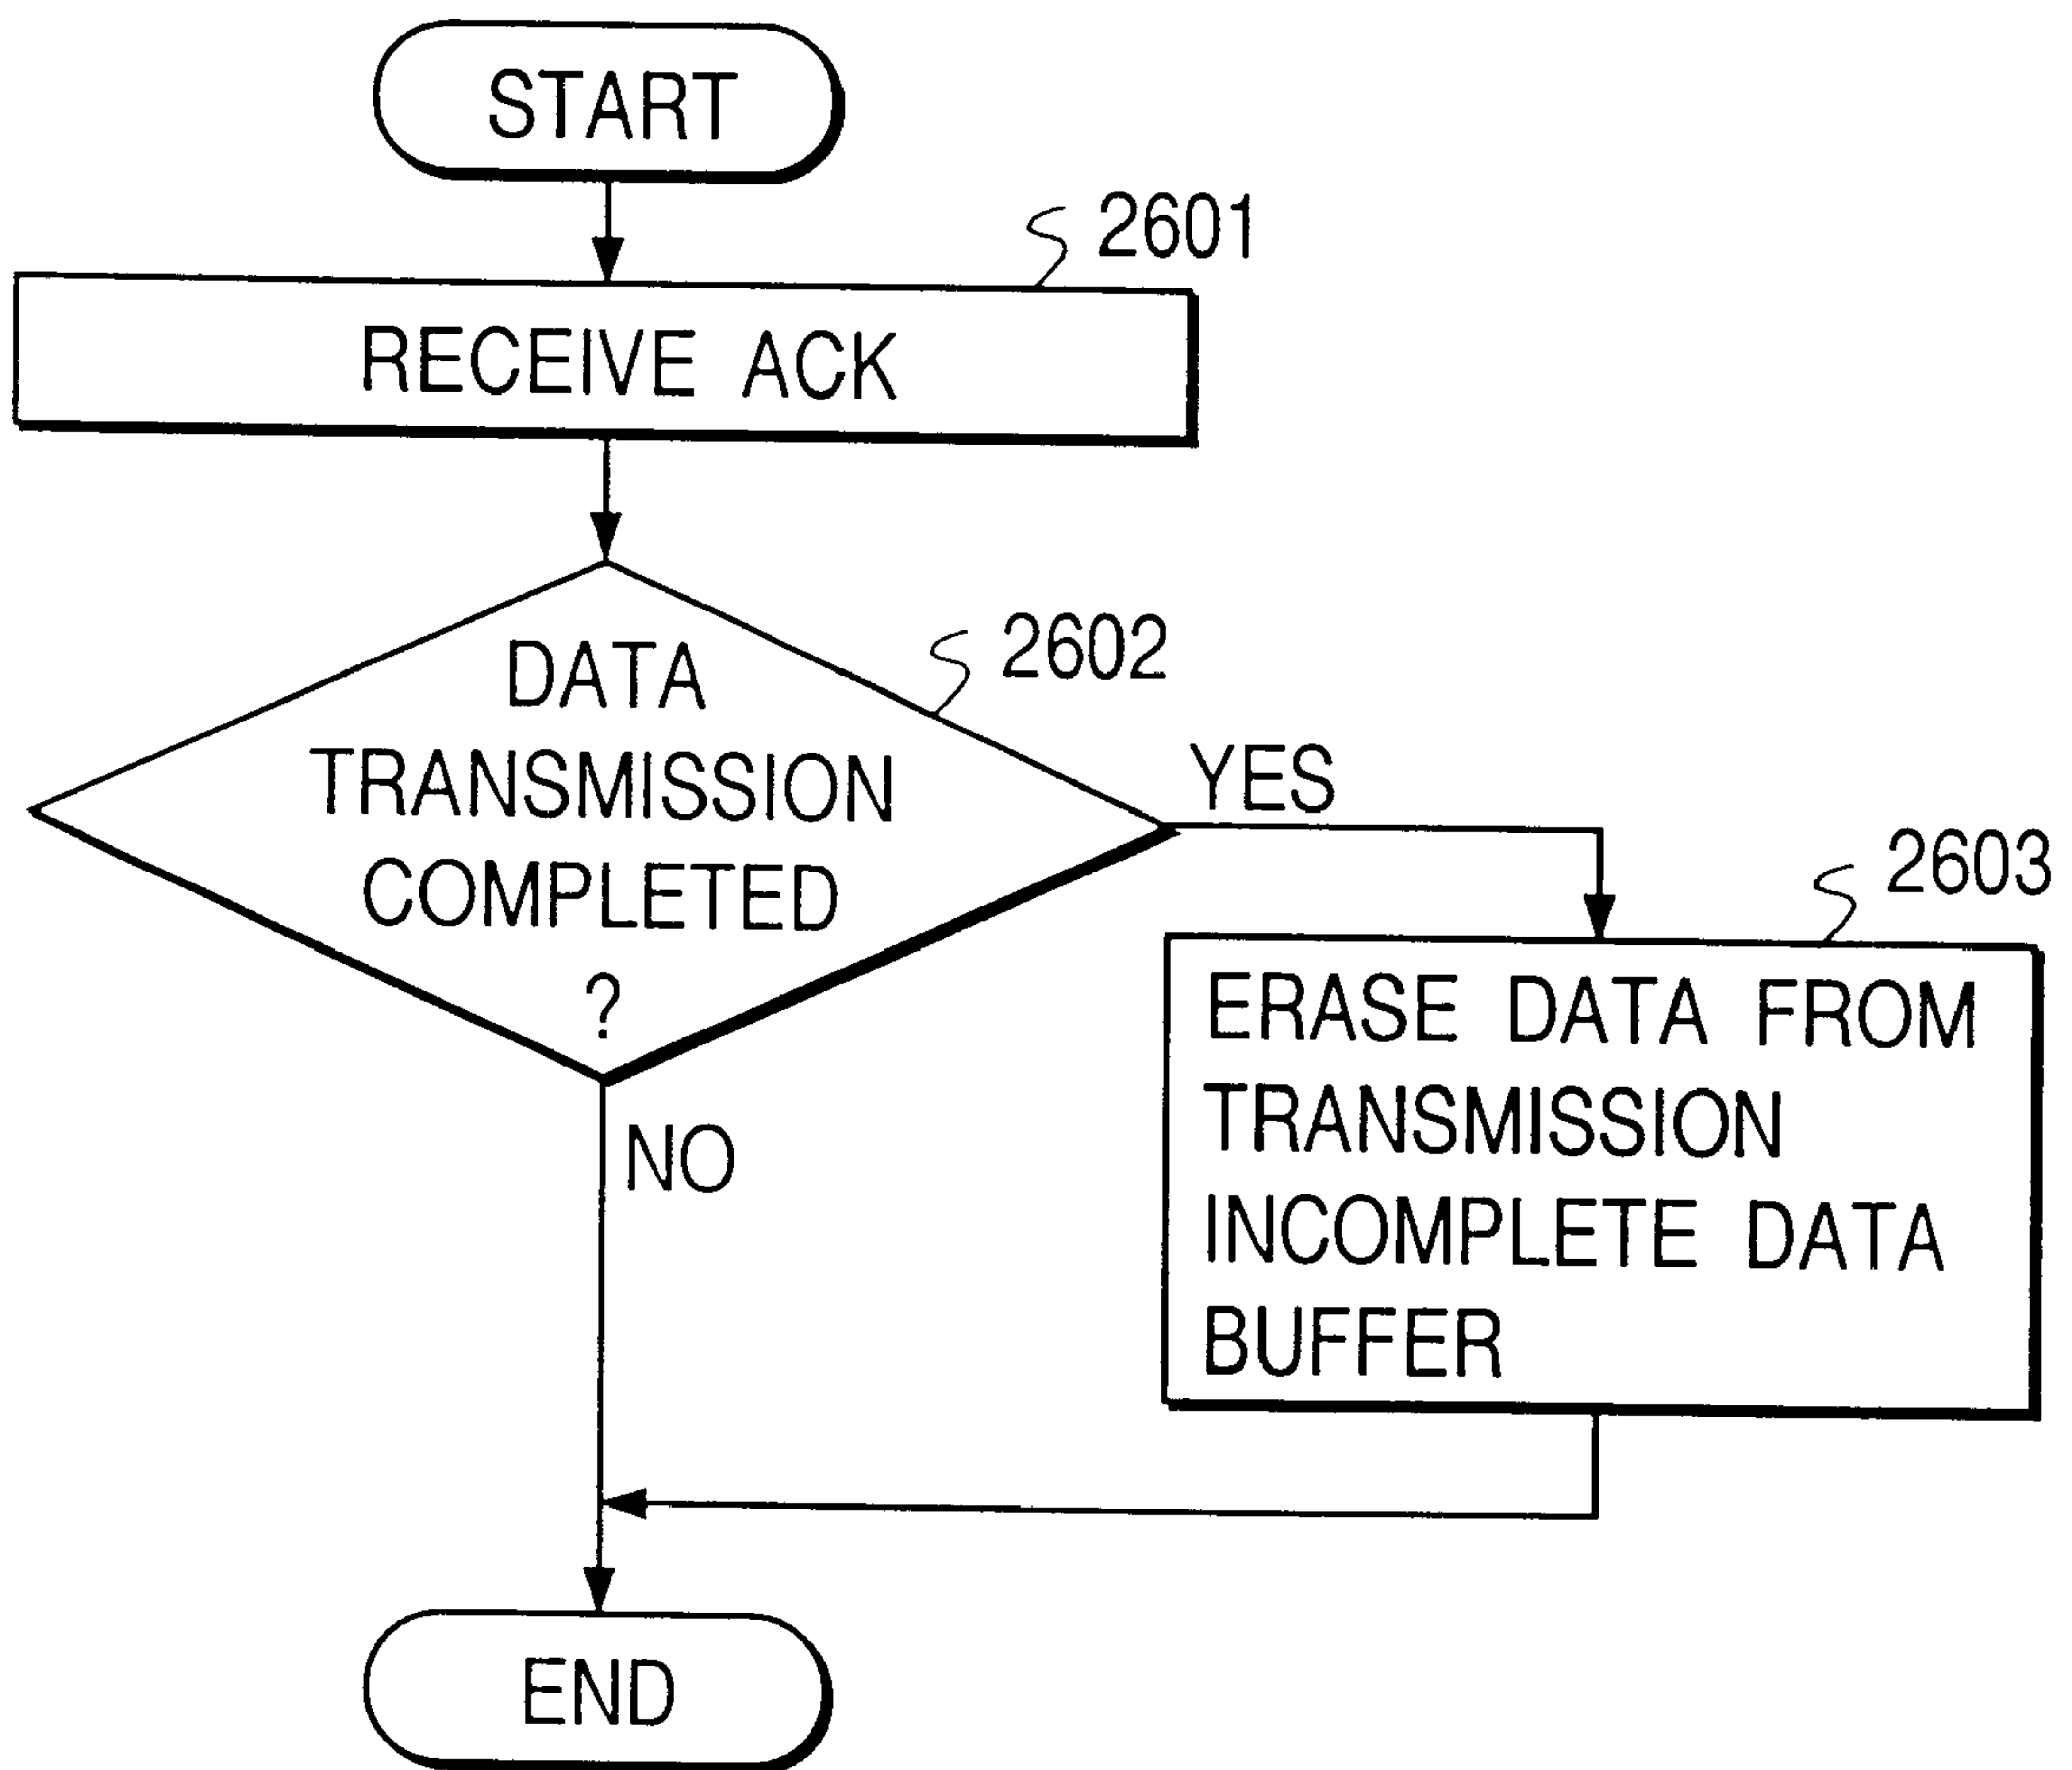 START
2601
RECEIVE ACK
2602
DATA
TRANSMISSION
COMPLETED
?
YES
2603
ERASE DATA FROM
TRANSMISSION
INCOMPLETE DATA
BUFFER
NO
END